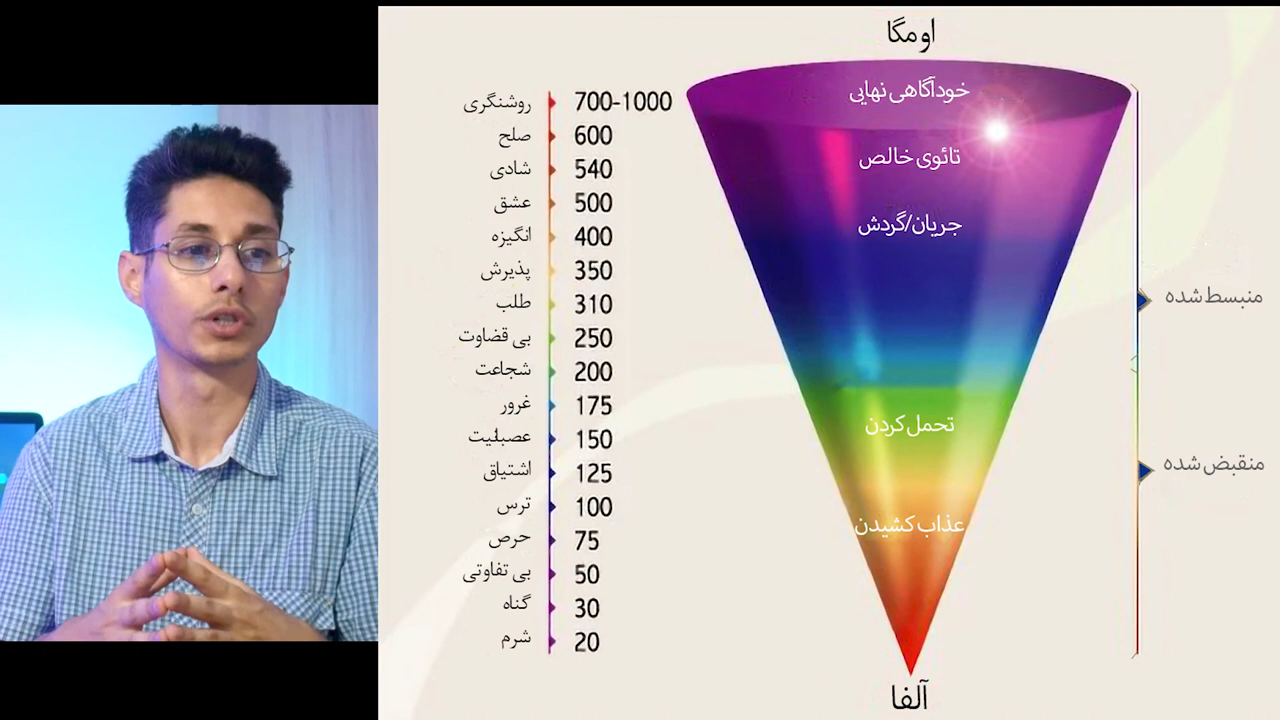 اومگا
روشنگری 700-1000
صلح 600
شادی 540
عشق 500
انگیزه 400
پذیرش 350
طلب 310
بی قضاوت 250
شجاعت 200
غرور 175
عصبلیت 150
اشتیاق 125
ترس 100
حرص 75
بی تفاوتی 50
گناه 30
شرم 20
خودآگاهی نهایی
تائوی خالص
جریان/گردش
تحمل کردن
عذاب کشیدن
منبسط شده
منقبض شده
آلفا